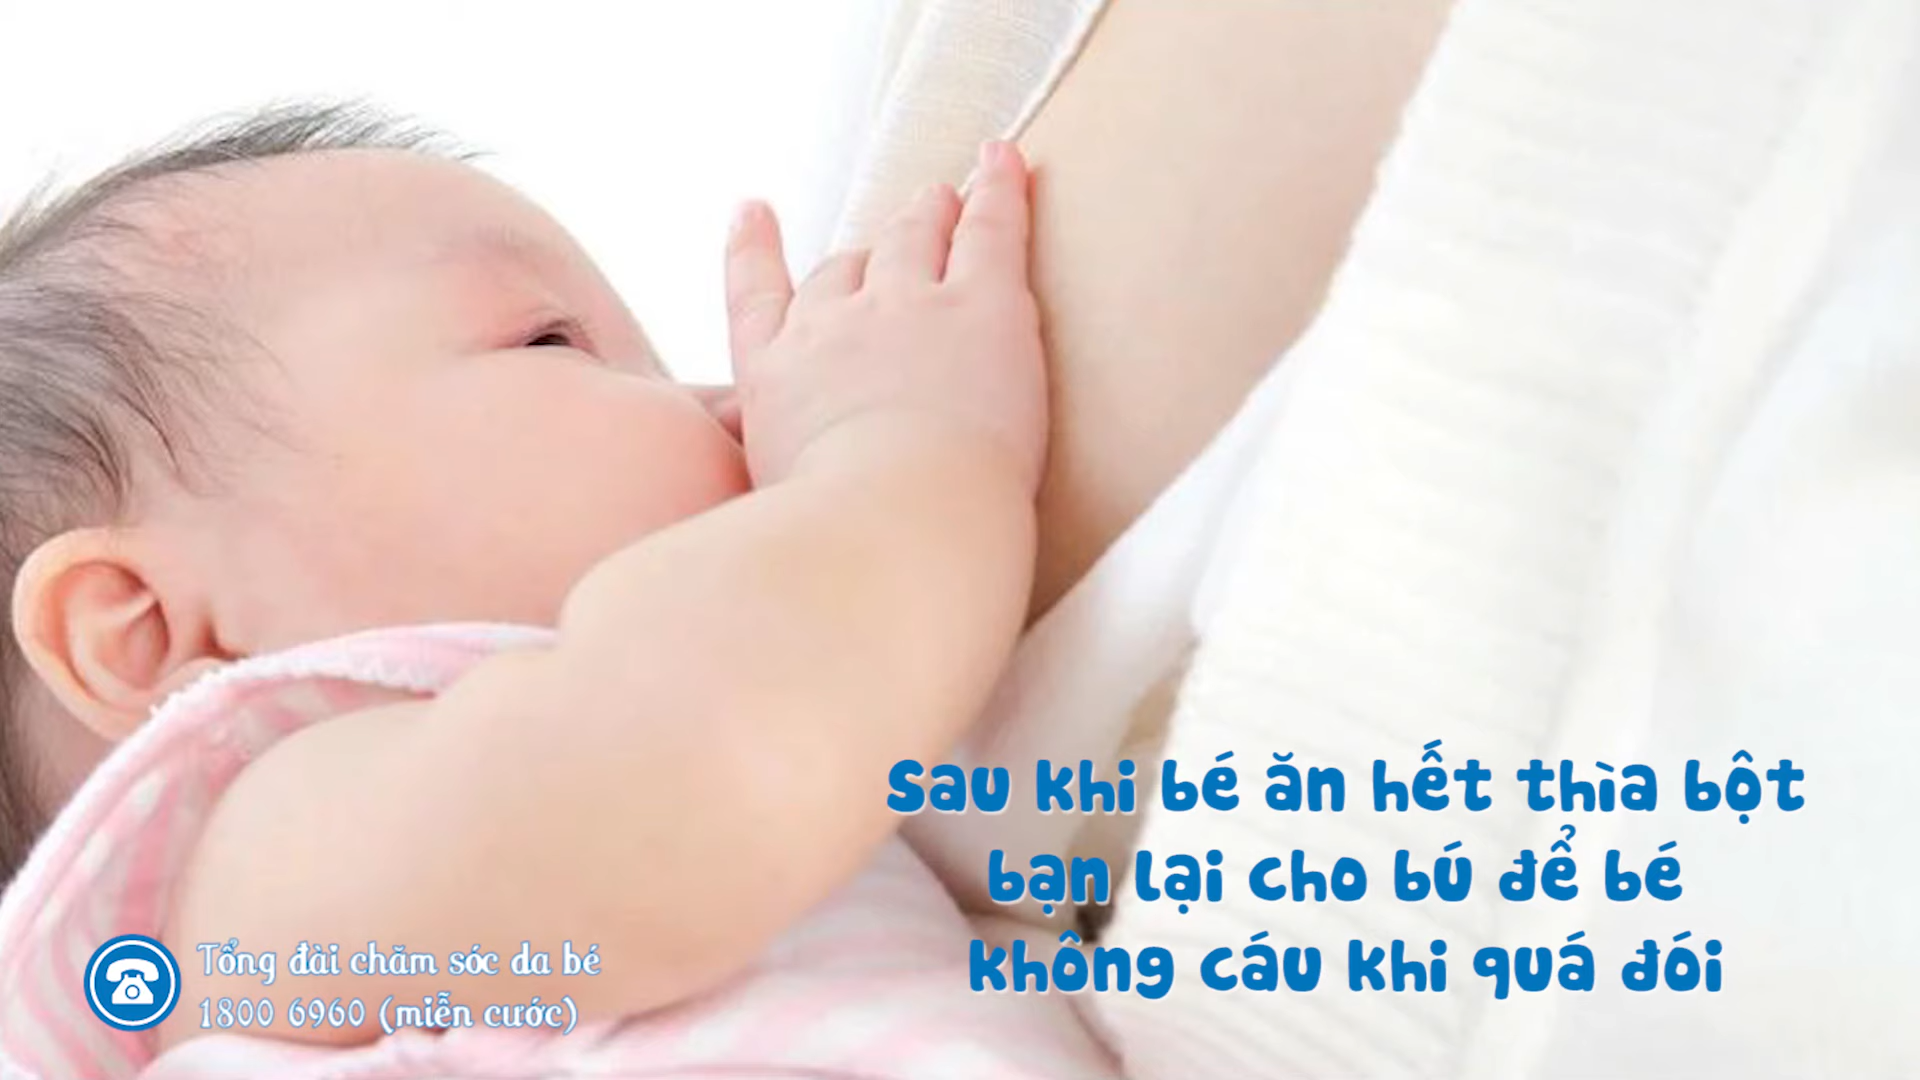 Sau khi bé ăn hết thìa bột
bạn lại cho bú để bé
không cáu khi quá đói
Tổng đài chăm sóc da bé
1800 6960 (miễn cước)